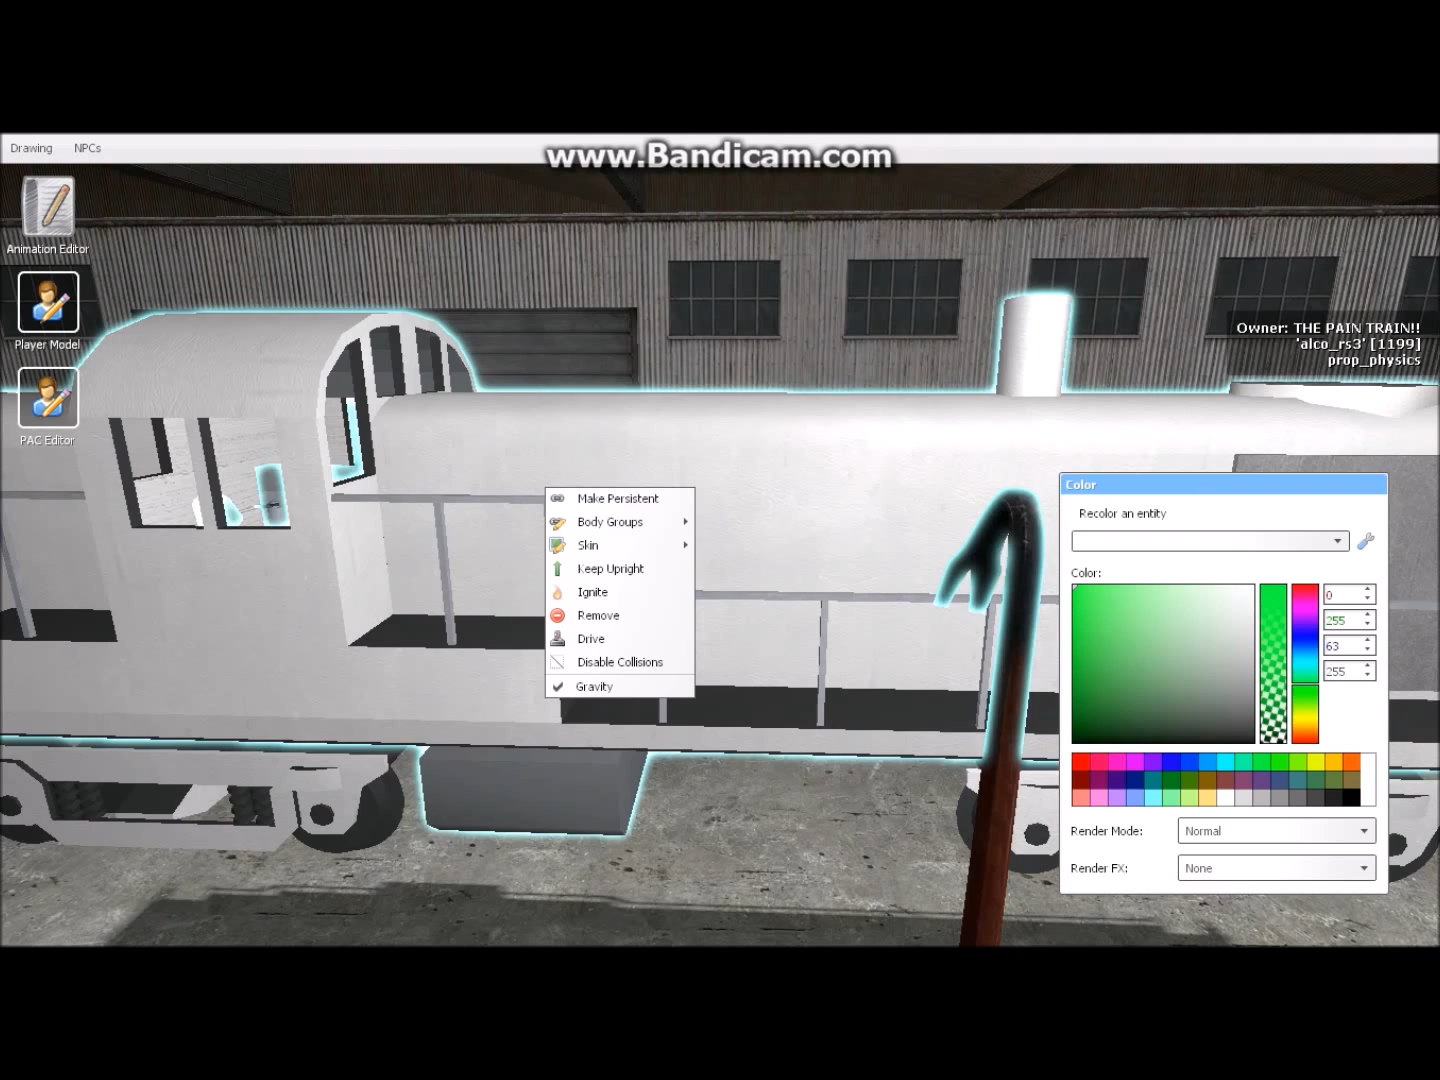 Drawing NPCs
www.Bandicam.com
Animation Editor
Player Model
PAC Editor
Owner: THE PAIN TRAIN!!
'alco_rs3' [1199]
prop_physics
Make Persistent
Body Groups
Skin
Keep Upright
Ignite
Remove
Drive
Disable Collisions
Gravity
Color
Recolor an entity
Color:
0
255
63
255
Render Mode: Normal
Render FX: None